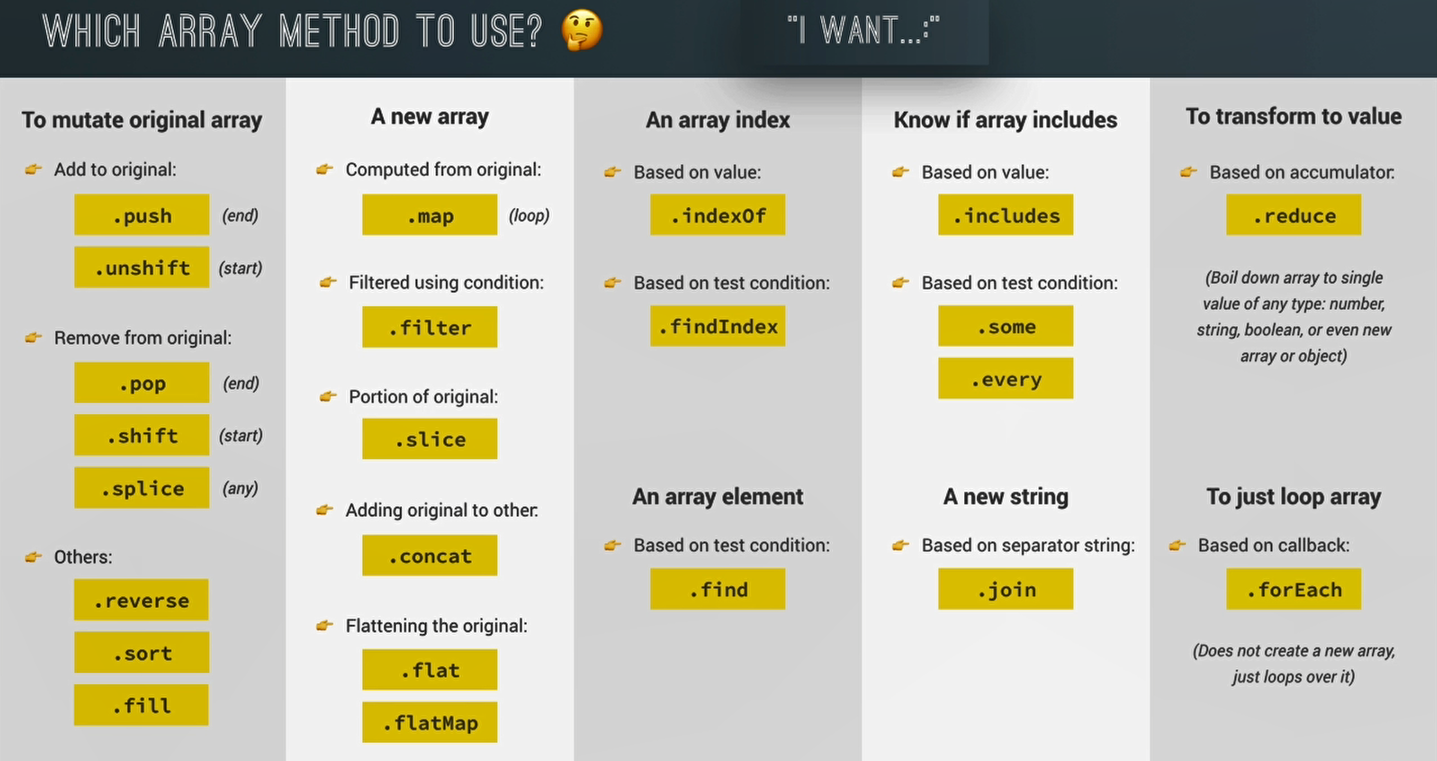 WHICH ARRAY METHOD TO USE? 🤔
"I WANT...:"
To mutate original array
👉 Add to original:
.push (end)
.unshift (start)
👉 Remove from original:
.pop (end)
.shift (start)
.splice (any)
👉 Others:
.reverse
.sort
.fill
A new array
👉 Computed from original:
.map (loop)
👉 Filtered using condition:
.filter
👉 Portion of original:
.slice
👉 Adding original to other:
.concat
👉 Flattening the original:
.flat
.flatMap
An array index
👉 Based on value:
.indexOf
👉 Based on test condition:
.findIndex
An array element
👉 Based on test condition:
.find
Know if array includes
👉 Based on value:
.includes
👉 Based on test condition:
.some
.every
A new string
👉 Based on separator string:
.join
To transform to value
👉 Based on accumulator:
.reduce
(Boil down array to single
value of any type: number,
string, boolean, or even new
array or object)
To just loop array
👉 Based on callback:
.forEach
(Does not create a new array,
just loops over it)